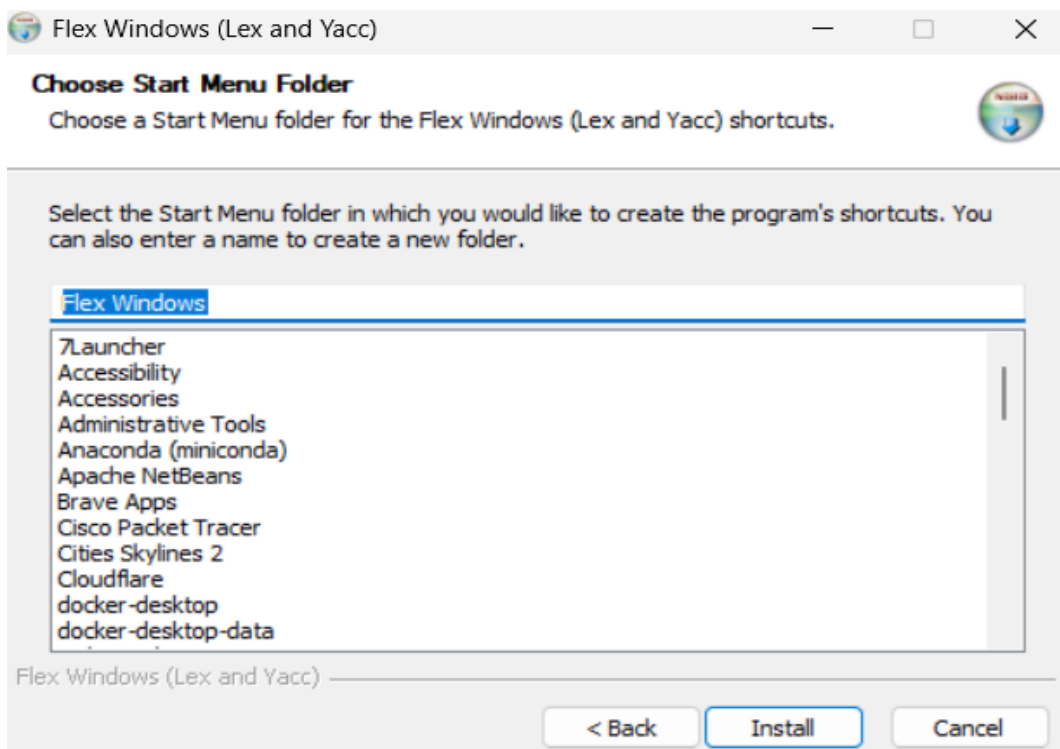 Flex Windows (Lex and Yacc)
Choose Start Menu Folder
Choose a Start Menu folder for the Flex Windows (Lex and Yacc) shortcuts.
Select the Start Menu folder in which you would like to create the program's shortcuts. You
can also enter a name to create a new folder.
Flex Windows
7Launcher
Accessibility
Accessories
Administrative Tools
Anaconda (miniconda)
Apache NetBeans
Brave Apps
Cisco Packet Tracer
Cities Skylines 2
Cloudflare
docker-desktop
docker-desktop-data
Flex Windows (Lex and Yacc)
< Back Install Cancel